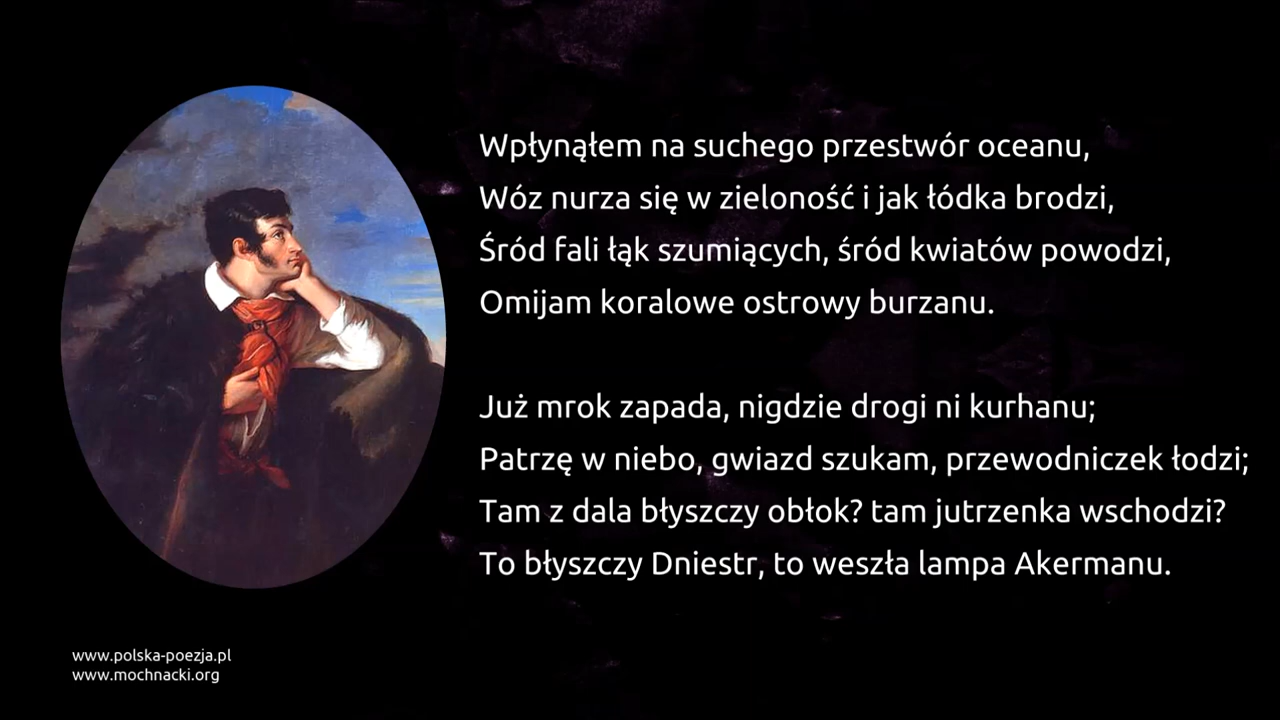 Wpłynąłem na suchego przestwór oceanu,
Wóz nurza się w zieloność i jak łódka brodzi,
Śród fali łąk szumiących, śród kwiatów powodzi,
Omijam koralowe ostrowy burzanu.
Już mrok zapada, nigdzie drogi ni kurhanu;
Patrzę w niebo, gwiazd szukam, przewodniczek łodzi;
Tam z dala błyszczy obłok? tam jutrzenka wschodzi?
To błyszczy Dniestr, to weszła lampa Akermanu.
www.polska-poezja.pl
www.mochnacki.org